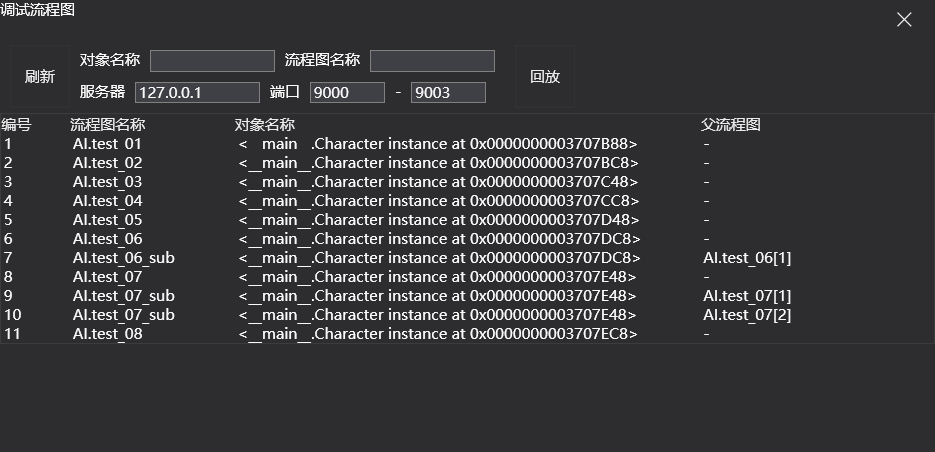 调试流程图
刷新 对象名称 流程图名称 回放
服务器 127.0.0.1 端口 9000 - 9003
编号 流程图名称 对象名称 父流程图
1 AI.test_01 <__main__.Character instance at 0x0000000003707B88> -
2 AI.test_02 <__main__.Character instance at 0x0000000003707BC8> -
3 AI.test_03 <__main__.Character instance at 0x0000000003707C48> -
4 AI.test_04 <__main__.Character instance at 0x0000000003707CC8> -
5 AI.test_05 <__main__.Character instance at 0x0000000003707D48> -
6 AI.test_06 <__main__.Character instance at 0x0000000003707DC8> -
7 AI.test_06_sub <__main__.Character instance at 0x0000000003707DC8> AI.test_06[1]
8 AI.test_07 <__main__.Character instance at 0x0000000003707E48> -
9 AI.test_07_sub <__main__.Character instance at 0x0000000003707E48> AI.test_07[1]
10 AI.test_07_sub <__main__.Character instance at 0x0000000003707E48> AI.test_07[2]
11 AI.test_08 <__main__.Character instance at 0x0000000003707EC8> -